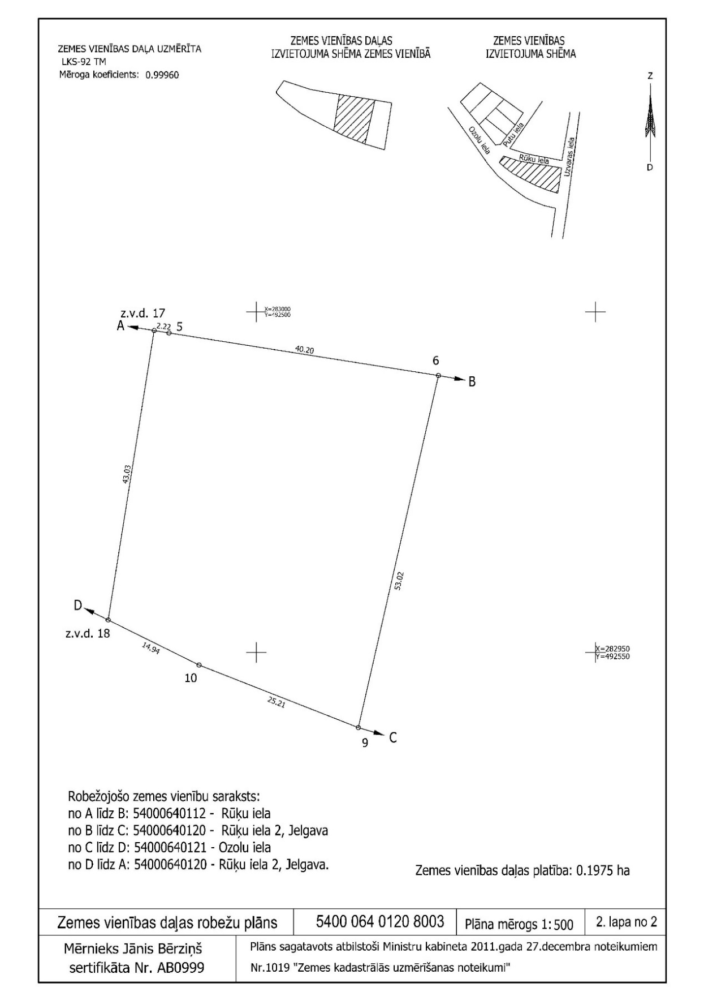 ZEMES VIENĪBAS DAĻA UZMĒRĪTA
LKS-92 TM
Mēroga koeficients: 0.99960
ZEMES VIENĪBAS DAĻAS
IZVIETOJUMA SHĒMA ZEMES VIENĪBĀ
ZEMES VIENĪBAS
IZVIETOJUMA SHĒMA
Z
D
Ozolu iela
Putu iela
Rūķu iela
Uzvaras iela
X=283000
Y=492500
z.v.d. 17
A
2.22
5
40.20
6
B
43.03
53.02
D
z.v.d. 18
14.94
10
X=282950
Y=492550
25.21
9
C
Robežojošo zemes vienību saraksts:
no A līdz B: 54000640112 - Rūķu iela
no B līdz C: 54000640120 - Rūķu iela 2, Jelgava
no C līdz D: 54000640121 - Ozolu iela
no D līdz A: 54000640120 - Rūķu iela 2, Jelgava.
Zemes vienības daļas platība: 0.1975 ha
Zemes vienības daļas robežu plāns
5400 064 0120 8003
Plāna mērogs 1:500
2. lapa no 2
Mērnieks Jānis Bērziņš
sertifikāta Nr. AB0999
Plāns sagatavots atbilstoši Ministru kabineta 2011.gada 27.decembra noteikumiem
Nr.1019 "Zemes kadastrālās uzmērīšanas noteikumi"